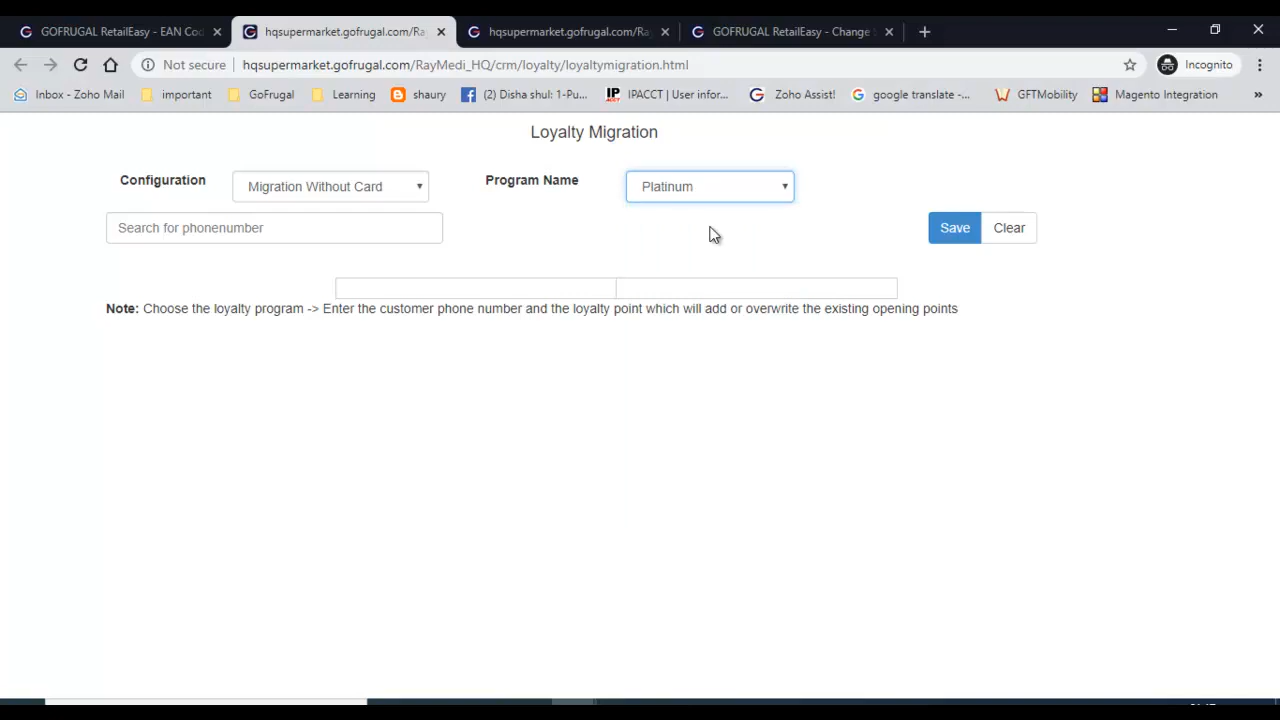 GOFRUGAL RetailEasy - EAN Cod
hqsupermarket.gofrugal.com/Ray
hqsupermarket.gofrugal.com/Ray
GOFRUGAL RetailEasy - Change
Not secure
hqsupermarket.gofrugal.com/RayMedi_HQ/crm/loyalty/loyaltymigration.html
Incognito
Inbox - Zoho Mail
important
GoFrugal
Learning
shaury
(2) Disha shul: 1-Pu...
IPACCT | User infor...
Zoho Assist!
google translate -...
GFTMobility
Magento Integration
»
Loyalty Migration
Configuration
Migration Without Card
Program Name
Platinum
Search for phonenumber
Save
Clear
Note: Choose the loyalty program -> Enter the customer phone number and the loyalty point which will add or overwrite the existing opening points